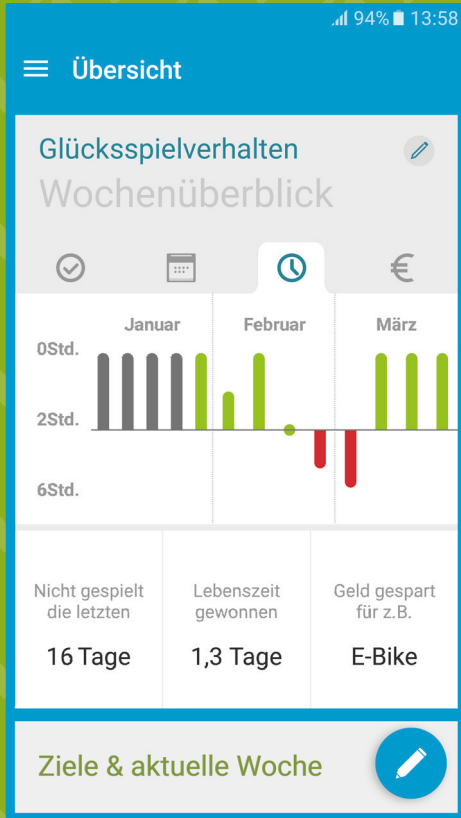 94% 13:58
Übersicht
Glücksspielverhalten
Wochenüberblick
€
Januar Februar März
0Std.
2Std.
6Std.
Nicht gespielt
die letzten
16 Tage
Lebenszeit
gewonnen
1,3 Tage
Geld gespart
für z.B.
E-Bike
Ziele & aktuelle Woche